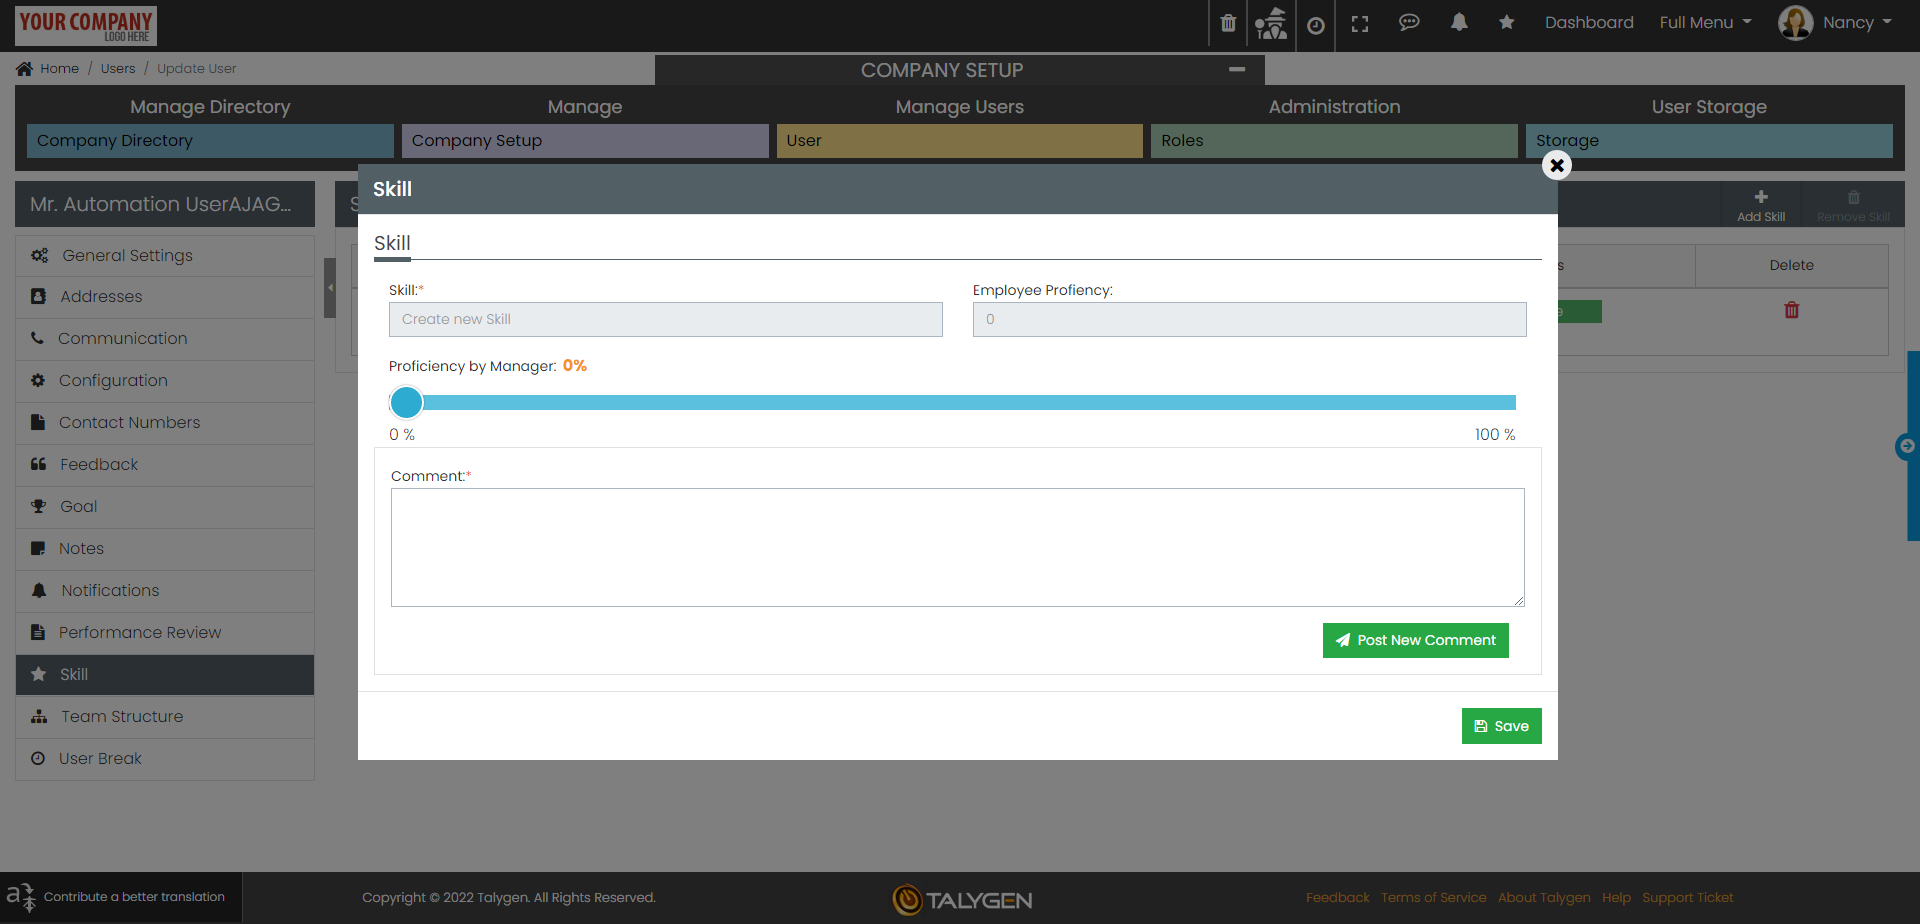 YOUR COMPANY
LOGO HERE
Dashboard
Full Menu
Nancy
Home / Users / Update User
COMPANY SETUP
Manage Directory
Manage
Manage Users
Administration
User Storage
Company Directory
Company Setup
User
Roles
Storage
Mr. Automation UserAJAG...
S
Add Skill
Remove Skill
General Settings
Addresses
Communication
Configuration
Contact Numbers
Feedback
Goal
Notes
Notifications
Performance Review
Skill
Team Structure
User Break
s
Delete
e
Skill
Skill
Skill:*
Employee Profiency:
Create new Skill
0
Proficiency by Manager: 0%
0 %
100 %
Comment:*
Post New Comment
Save
Contribute a better translation
Copyright © 2022 Talygen. All Rights Reserved.
TALYGEN
Feedback Terms of Service About Talygen Help Support Ticket